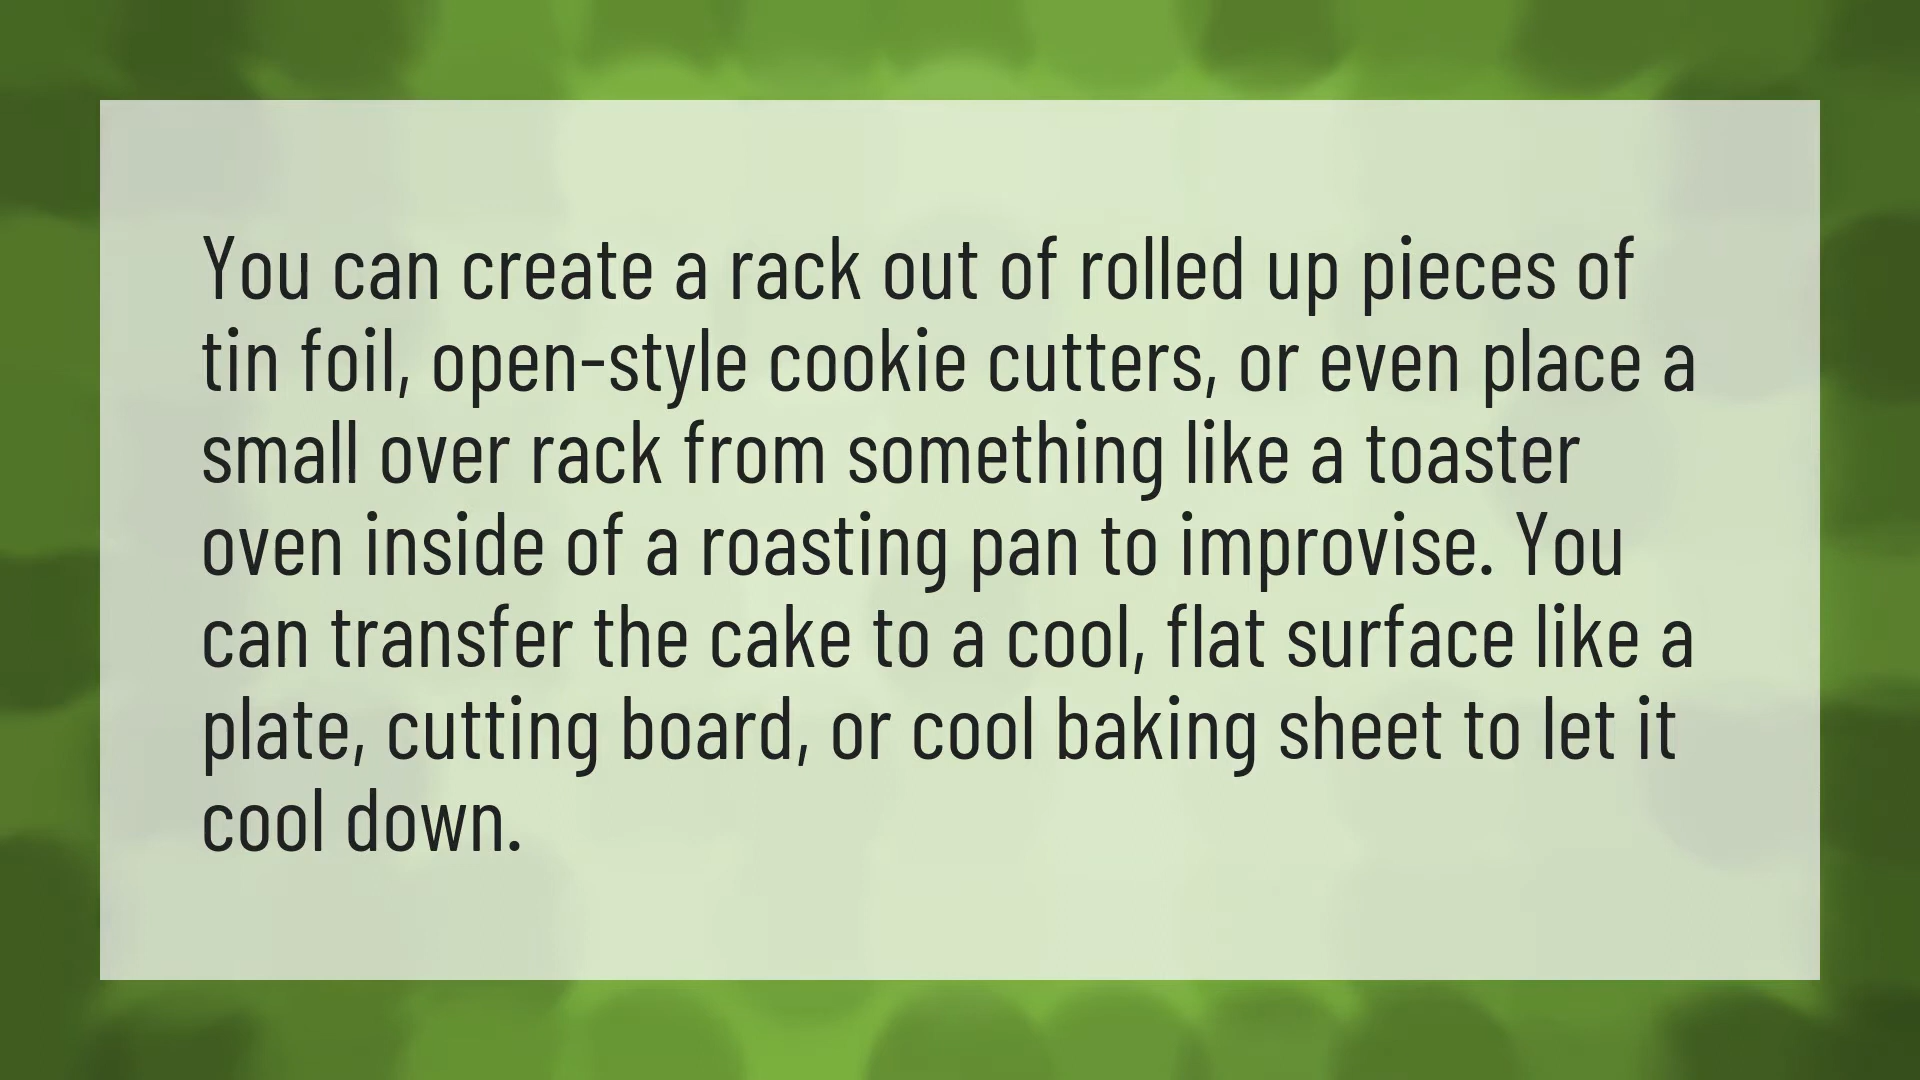 You can create a rack out of rolled up pieces of
tin foil, open-style cookie cutters, or even place a
small over rack from something like a toaster
oven inside of a roasting pan to improvise. You
can transfer the cake to a cool, flat surface like a
plate, cutting board, or cool baking sheet to let it
cool down.